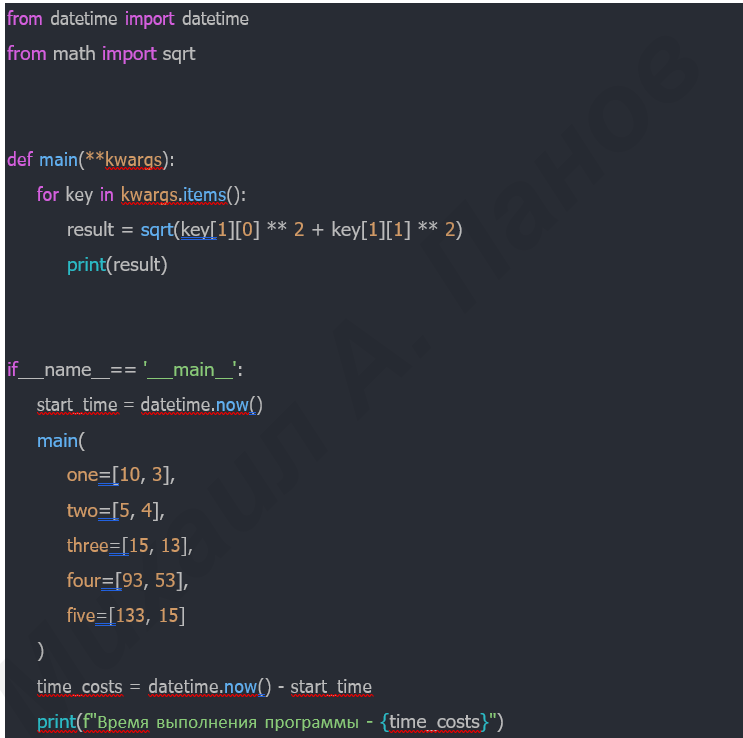 from datetime import datetime
from math import sqrt
def main(**kwargs):
for key in kwargs.items():
result = sqrt(key[1][0] ** 2 + key[1][1] ** 2)
print(result)
if__name__== '__main__':
start_time = datetime.now()
main(
one=[10, 3],
two=[5, 4],
three=[15, 13],
four=[93, 53],
five=[133, 15]
)
time_costs = datetime.now() - start_time
print(f"Время выполнения программы - {time_costs}")
Михаил А. Панов